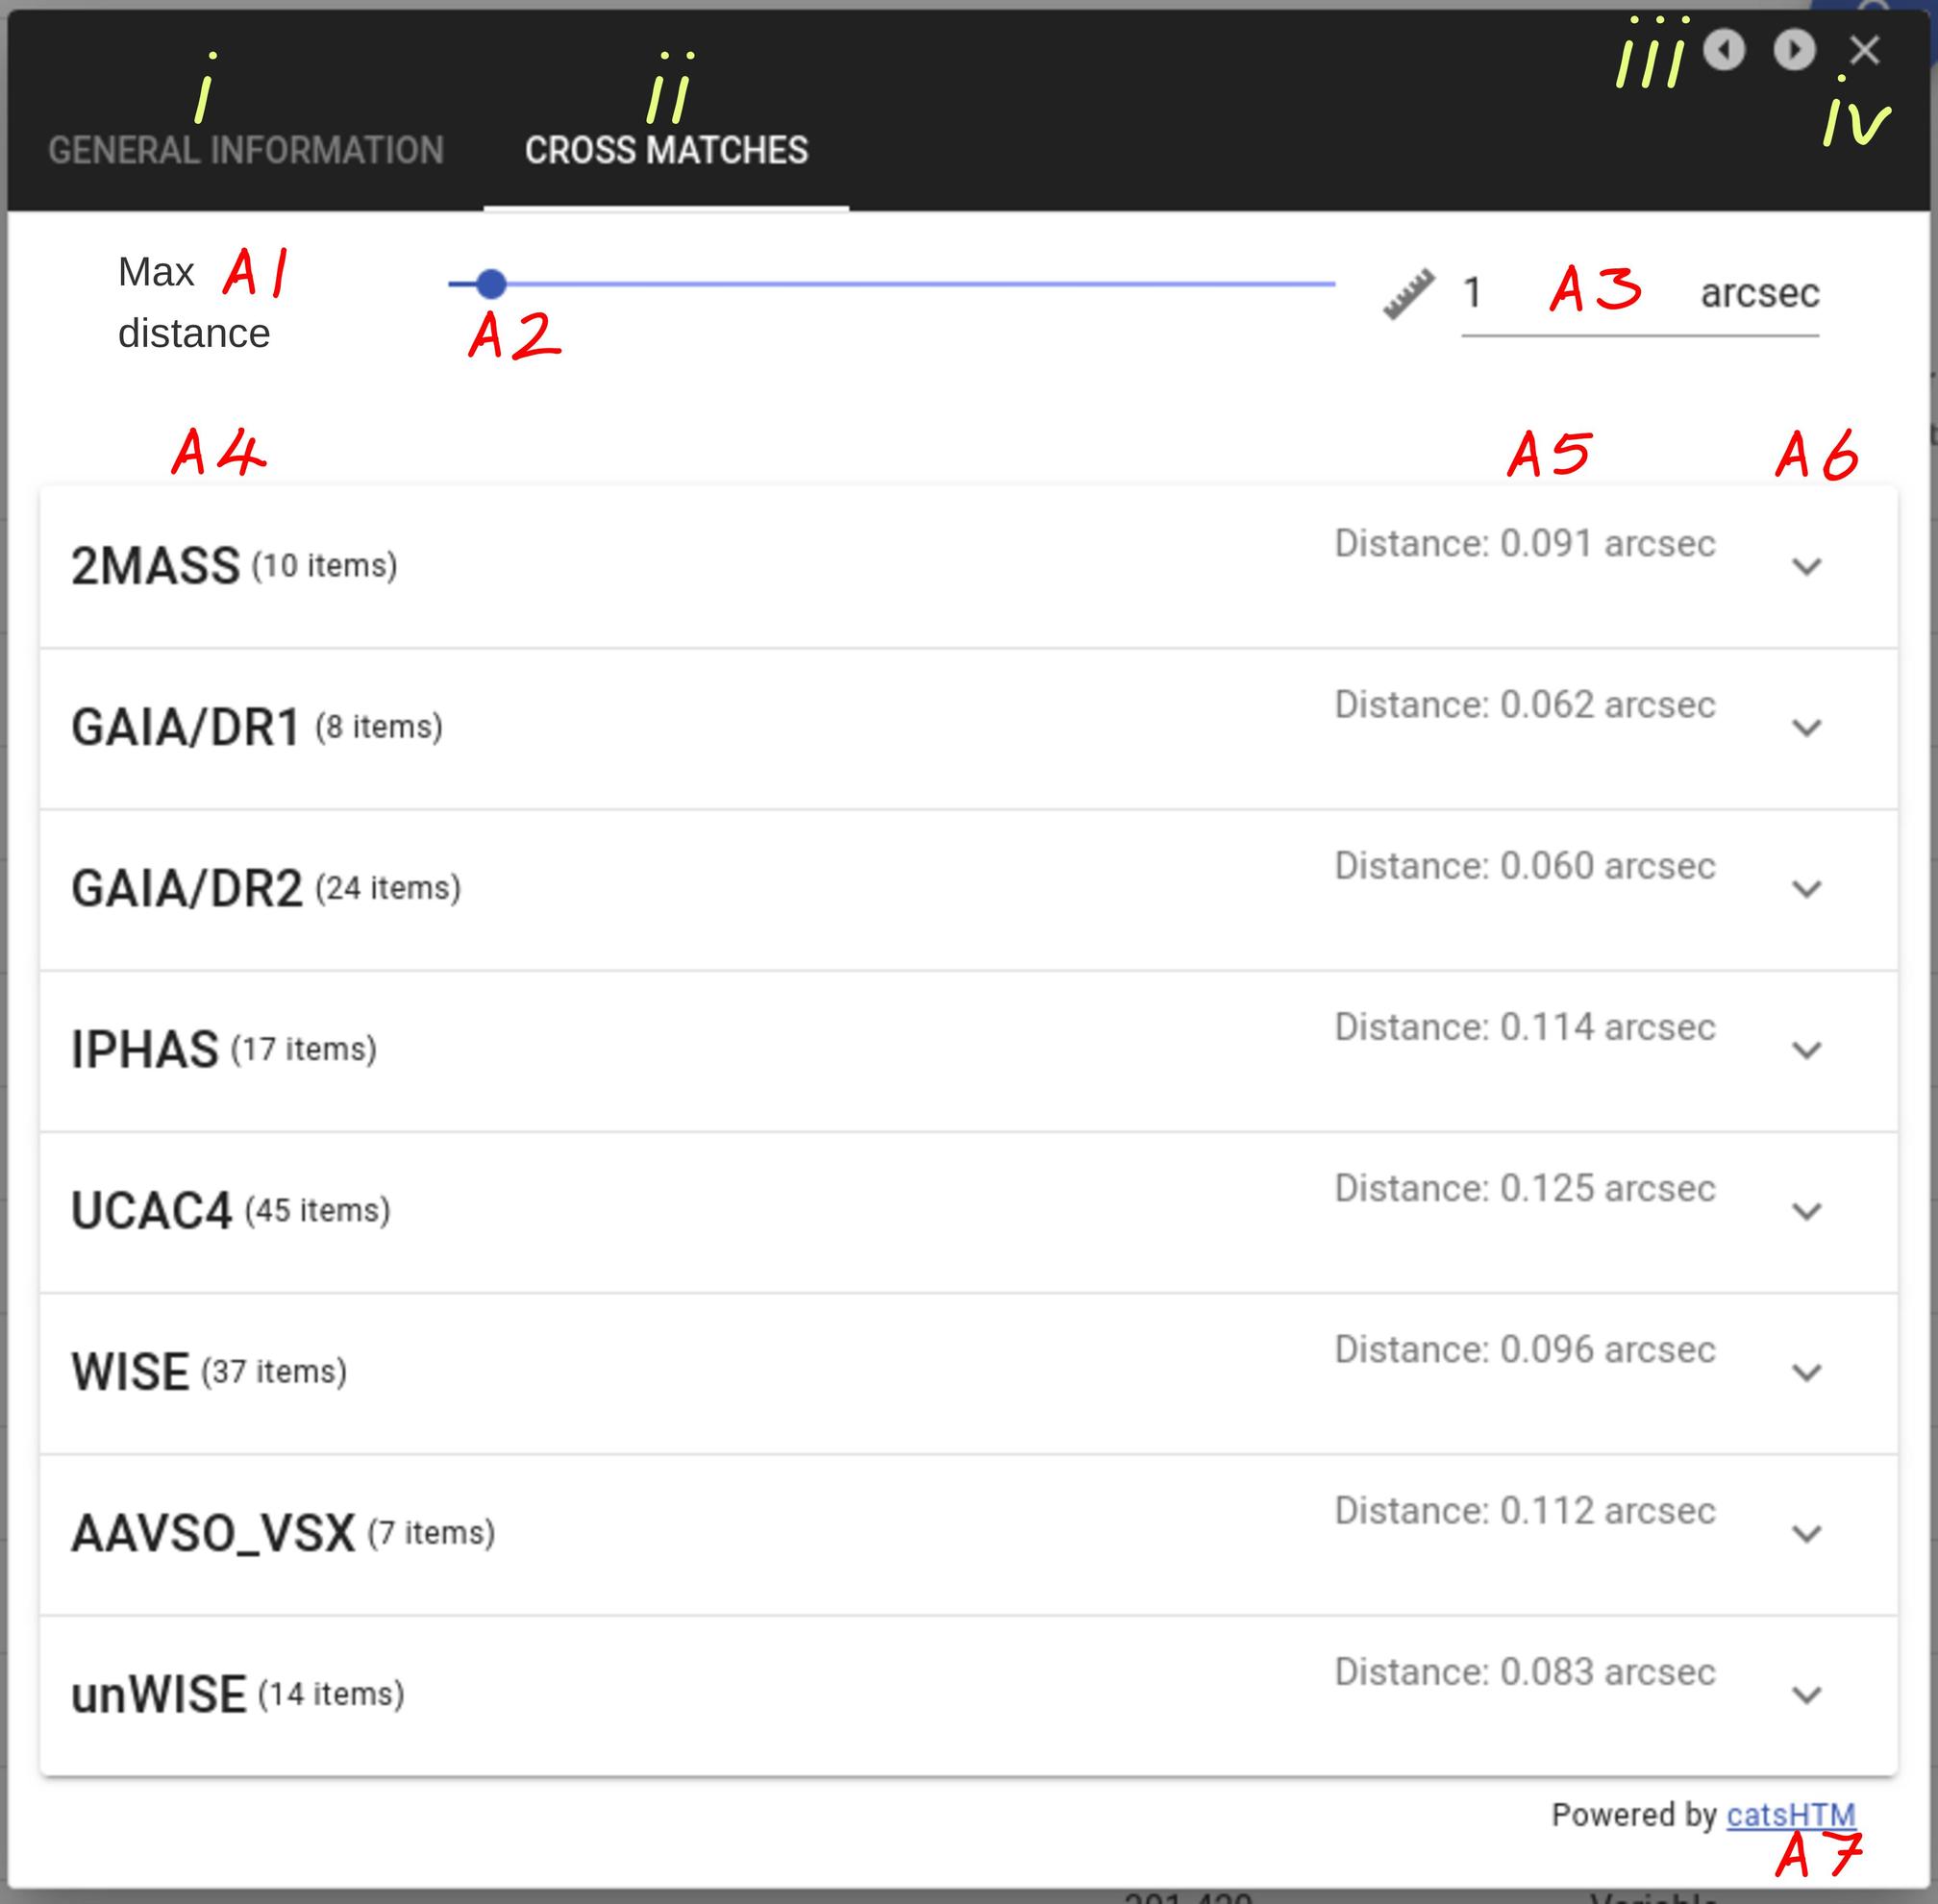 i
ii
iii
iv
GENERAL INFORMATION
CROSS MATCHES
Max A1
distance
A2
1 A3 arcsec
A4 A5 A6
2MASS (10 items) Distance: 0.091 arcsec
GAIA/DR1 (8 items) Distance: 0.062 arcsec
GAIA/DR2 (24 items) Distance: 0.060 arcsec
IPHAS (17 items) Distance: 0.114 arcsec
UCAC4 (45 items) Distance: 0.125 arcsec
WISE (37 items) Distance: 0.096 arcsec
AAVSO_VSX (7 items) Distance: 0.112 arcsec
unWISE (14 items) Distance: 0.083 arcsec
Powered by catsHTM
A7